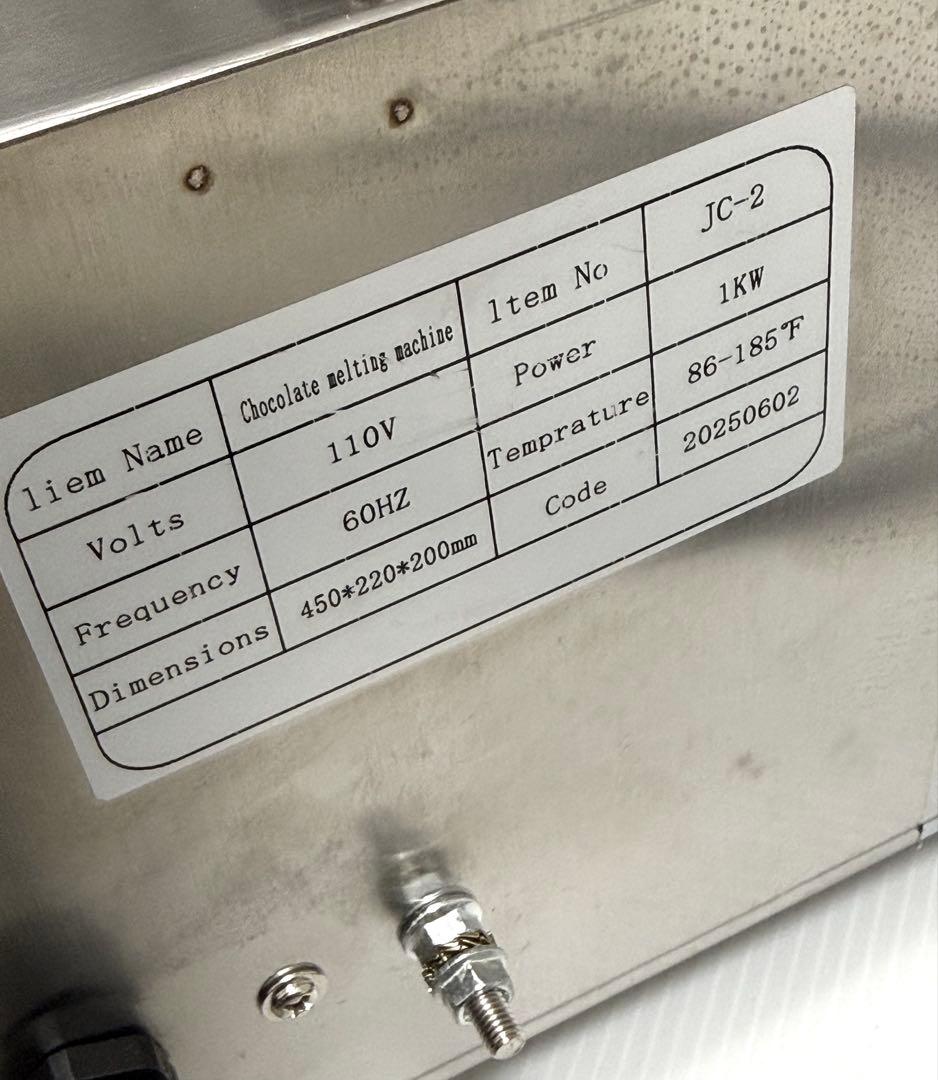 liem Name Chocolate melting machine ltem No JC-2
Volts 110V Power 1KW
Frequency 60HZ Temprature 86-185℉
Dimensions 450*220*200mm Code 20250602